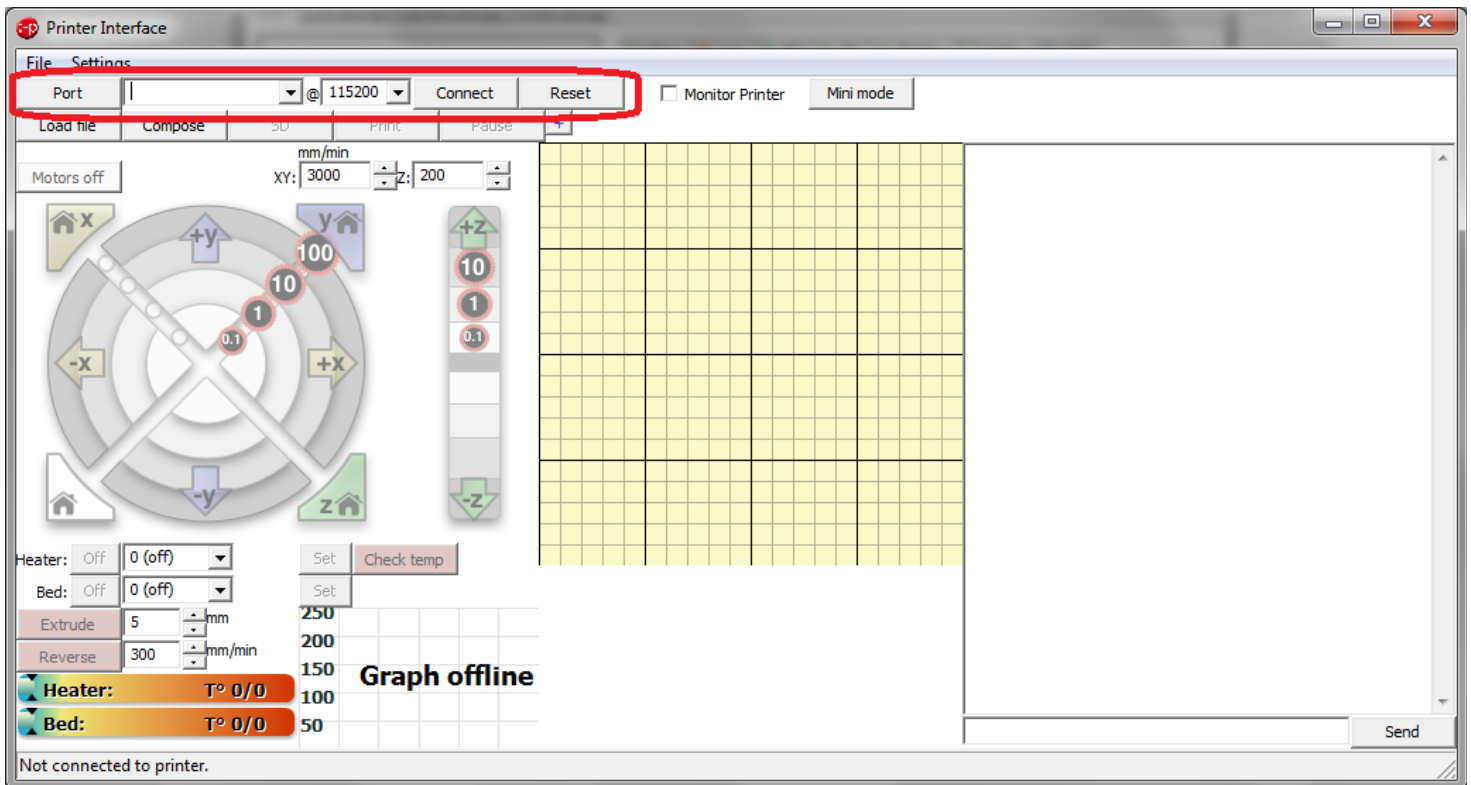 Printer Interface
File Settings
Port @ 115200 Connect Reset Monitor Printer Mini mode
Load file Compose SD Print Pause +
mm/min
Motors off XY: 3000 Z: 200
x +y y +z
100
10 10
1 1
0.1 0.1
-x +x
-y z -z
Heater: Off 0 (off) Set Check temp
Bed: Off 0 (off) Set
Extrude 5 mm
Reverse 300 mm/min
250
200
150
100
50
Graph offline
Heater: T° 0/0
Bed: T° 0/0
Send
Not connected to printer.